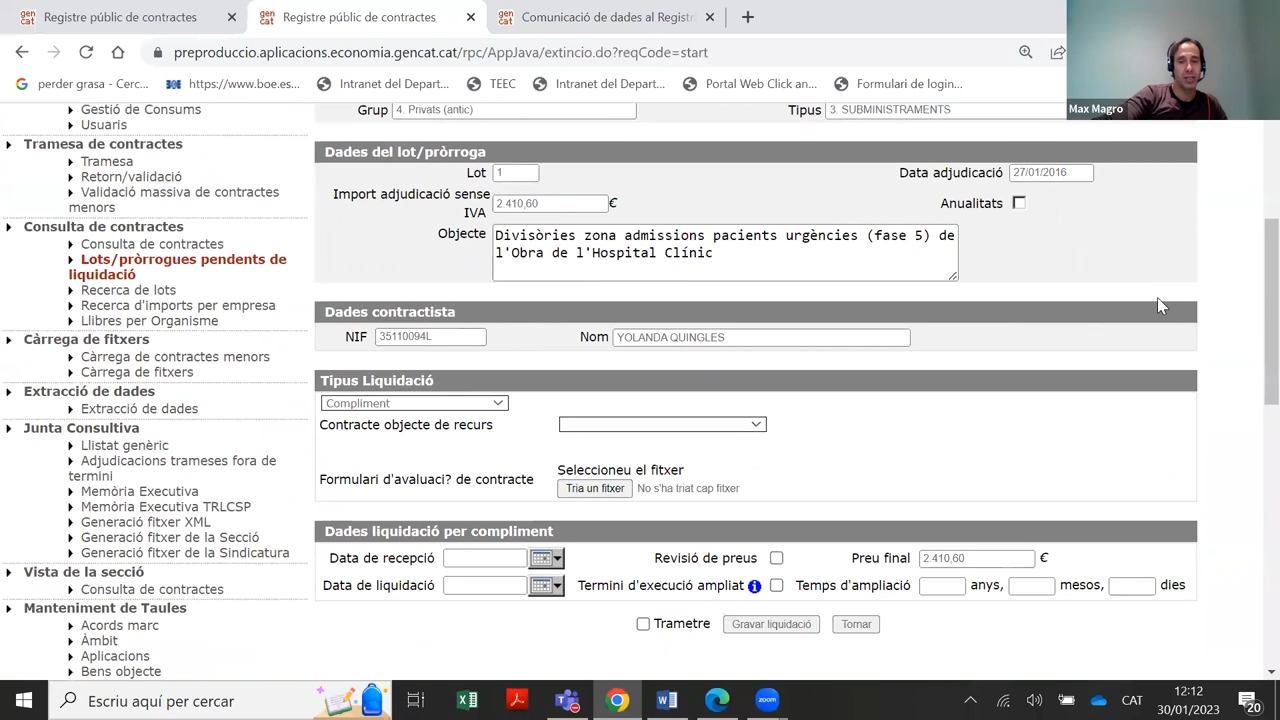 Registre públic de contractes
Registre públic de contractes
Comunicació de dades al Registr
preproduccio.aplicacions.economia.gencat.cat/rpc/AppJava/extincio.do?reqCode=start
perder grasa - Cerc...
https://www.boe.es...
Intranet del Depart...
TEEC
Intranet del Depart...
Portal Web Click an...
Formulari de login...
Max Magro
Gestió de Consums
Usuaris
Tramesa de contractes
Tramesa
Retorn/validació
Validació massiva de contractes
menors
Consulta de contractes
Consulta de contractes
Lots/pròrrogues pendents de
liquidació
Recerca de lots
Recerca d'imports per empresa
Llibres per Organisme
Càrrega de fitxers
Càrrega de contractes menors
Càrrega de fitxers
Extracció de dades
Extracció de dades
Junta Consultiva
Llistat genèric
Adjudicacions trameses fora de
termini
Memòria Executiva
Memòria Executiva TRLCSP
Generació fitxer XML
Generació fitxer de la Secció
Generació fitxer de la Sindicatura
Vista de la secció
Consulta de contractes
Manteniment de Taules
Acords marc
Àmbit
Aplicacions
Bens objecte
Grup 4. Privats (antic) Tipus 3. SUBMINISTRAMENTS
Dades del lot/pròrroga
Lot 1 Data adjudicació 27/01/2016
Import adjudicació sense
IVA 2.410,60 € Anualitats
Objecte Divisòries zona admissions pacients urgències (fase 5) de
l'Obra de l'Hospital Clínic
Dades contractista
NIF 35110094L Nom YOLANDA QUINGLES
Tipus Liquidació
Compliment
Contracte objecte de recurs
Seleccioneu el fitxer
Formulari d'avaluaci? de contracte
Tria un fitxer No s'ha triat cap fitxer
Dades liquidació per compliment
Data de recepció Revisió de preus Preu final 2.410,60 €
Data de liquidació Termini d'execució ampliat i Temps d'ampliació anys, mesos, dies
Trametre Gravar liquidació Tornar
Escriu aquí per cercar
CAT
12:12
30/01/2023
20